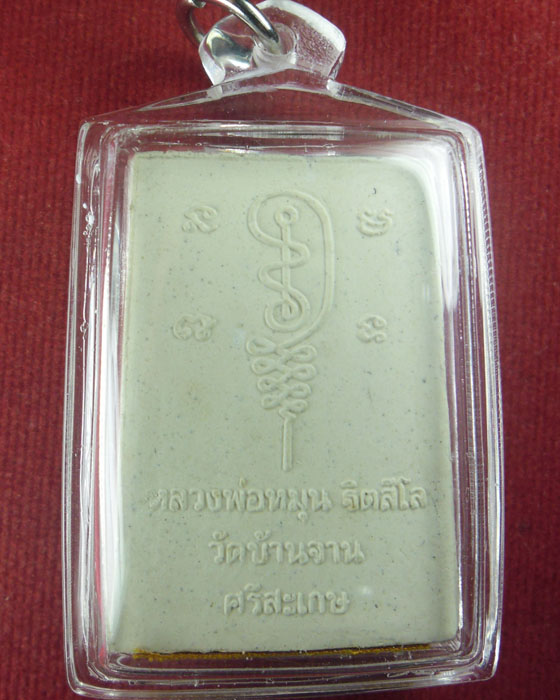 หลวงพ่อหมุน ฐิตสีโล
วัดบ้านจาน
ศรีสะเกษ